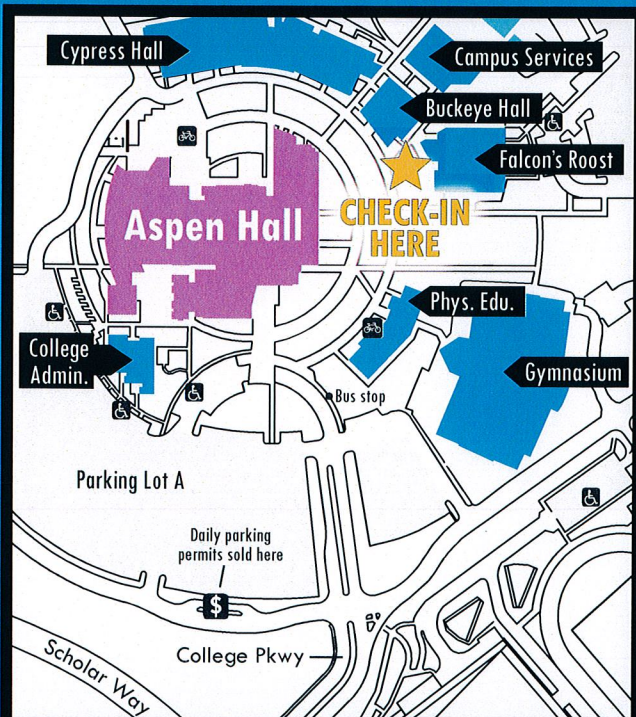 Cypress Hall
Campus Services
Buckeye Hall
Falcon's Roost
Aspen Hall
CHECK-IN
HERE
Phys. Edu.
College
Admin.
Gymnasium
Bus stop
Parking Lot A
Daily parking
permits sold here
$
College Pkwy
Scholar Way